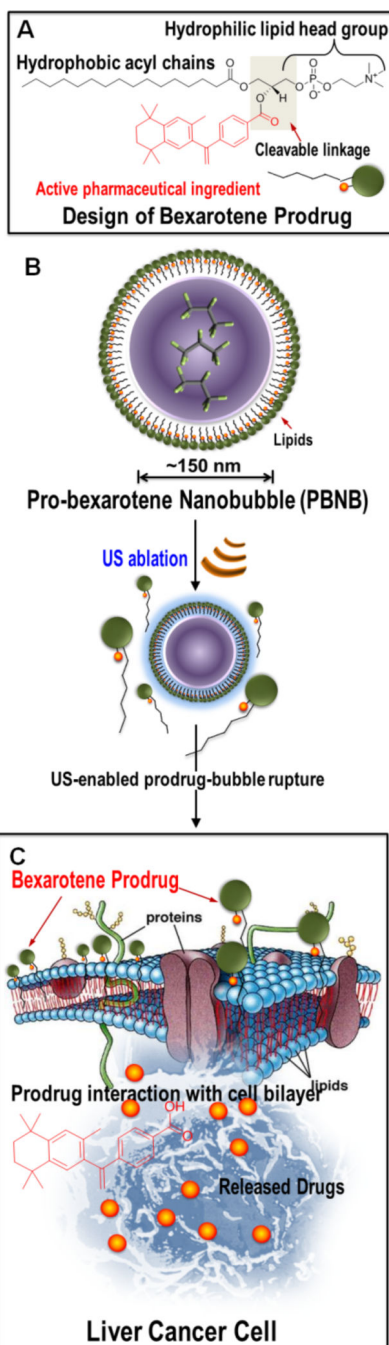 A
Hydrophilic lipid head group
Hydrophobic acyl chains
O
O
O
P
O
O-
N+
O
H
O
Cleavable linkage
Active pharmaceutical ingredient
Design of Bexarotene Prodrug
B
Lipids
~150 nm
Pro-bexarotene Nanobubble (PBNB)
US ablation
US-enabled prodrug-bubble rupture
C
Bexarotene Prodrug
proteins
lipids
Prodrug interaction with cell bilayer
OH
O
Released Drugs
Liver Cancer Cell